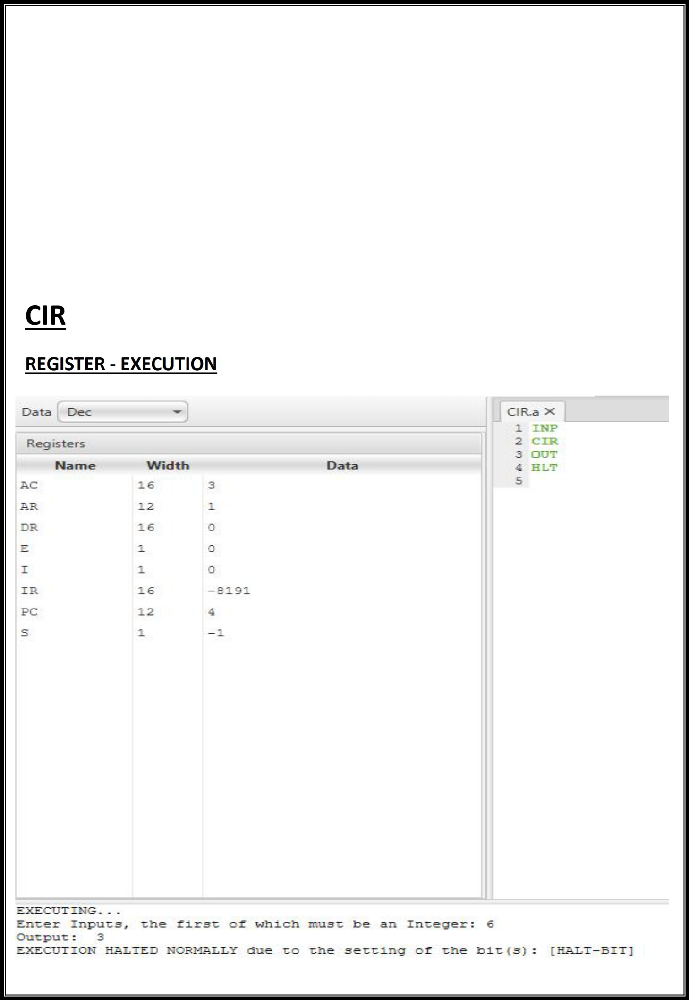 CIR
REGISTER - EXECUTION
Data Dec
CIR.a
1 INP
2 CIR
3 OUT
4 HLT
5
Registers
Name Width Data
AC 16 3
AR 12 1
DR 16 0
E 1 0
I 1 0
IR 16 -8191
PC 12 4
S 1 -1
EXECUTING...
Enter Inputs, the first of which must be an Integer: 6
Output: 3
EXECUTION HALTED NORMALLY due to the setting of the bit(s): [HALT-BIT]